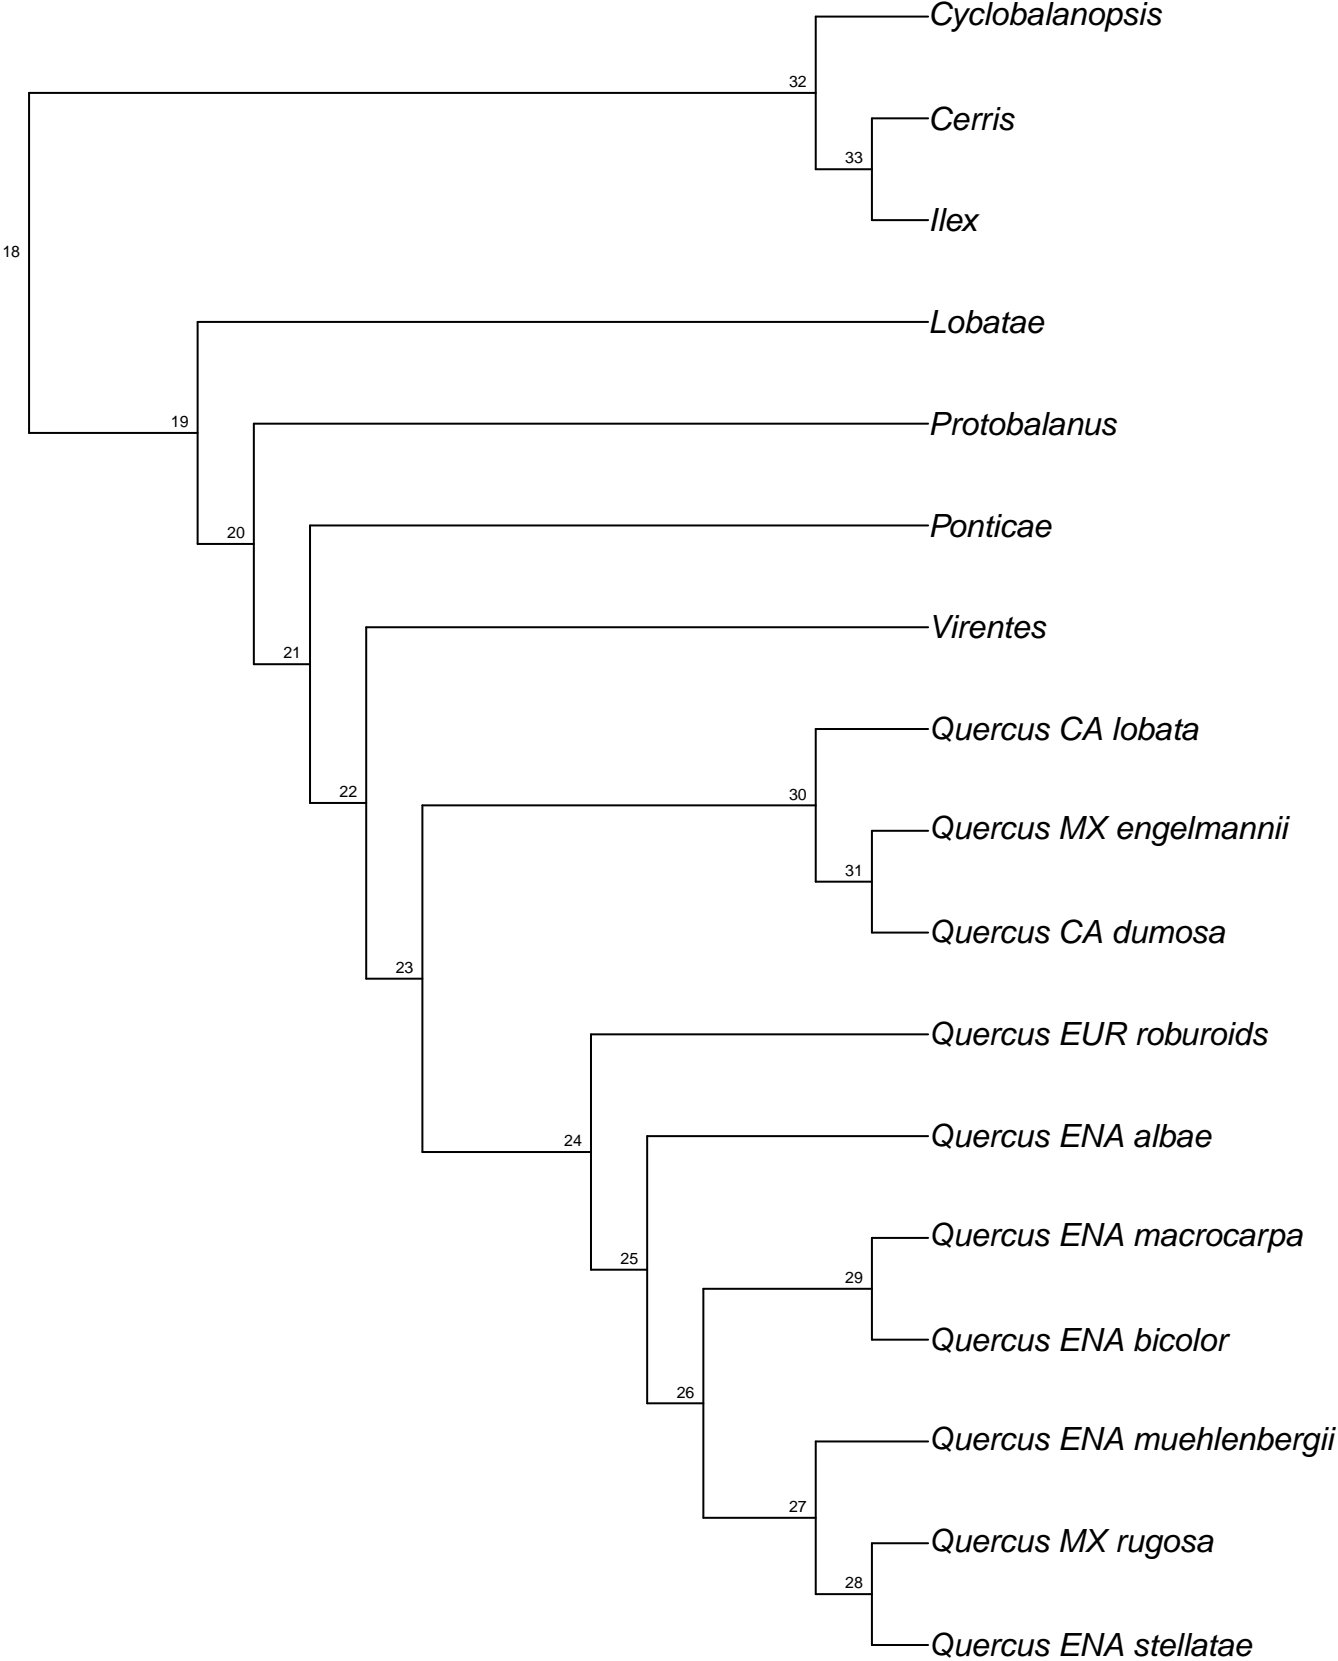 Cyclobalanopsis
32
Cerris
33
Ilex
18
Lobatae
19
Protobalanus
20
Ponticae
21
Virentes
Quercus CA lobata
22
30
Quercus MX engelmannii
31
Quercus CA dumosa
23
Quercus EUR roburoids
24
Quercus ENA albae
Quercus ENA macrocarpa
25
29
Quercus ENA bicolor
26
Quercus ENA muehlenbergii
27
Quercus MX rugosa
28
Quercus ENA stellatae